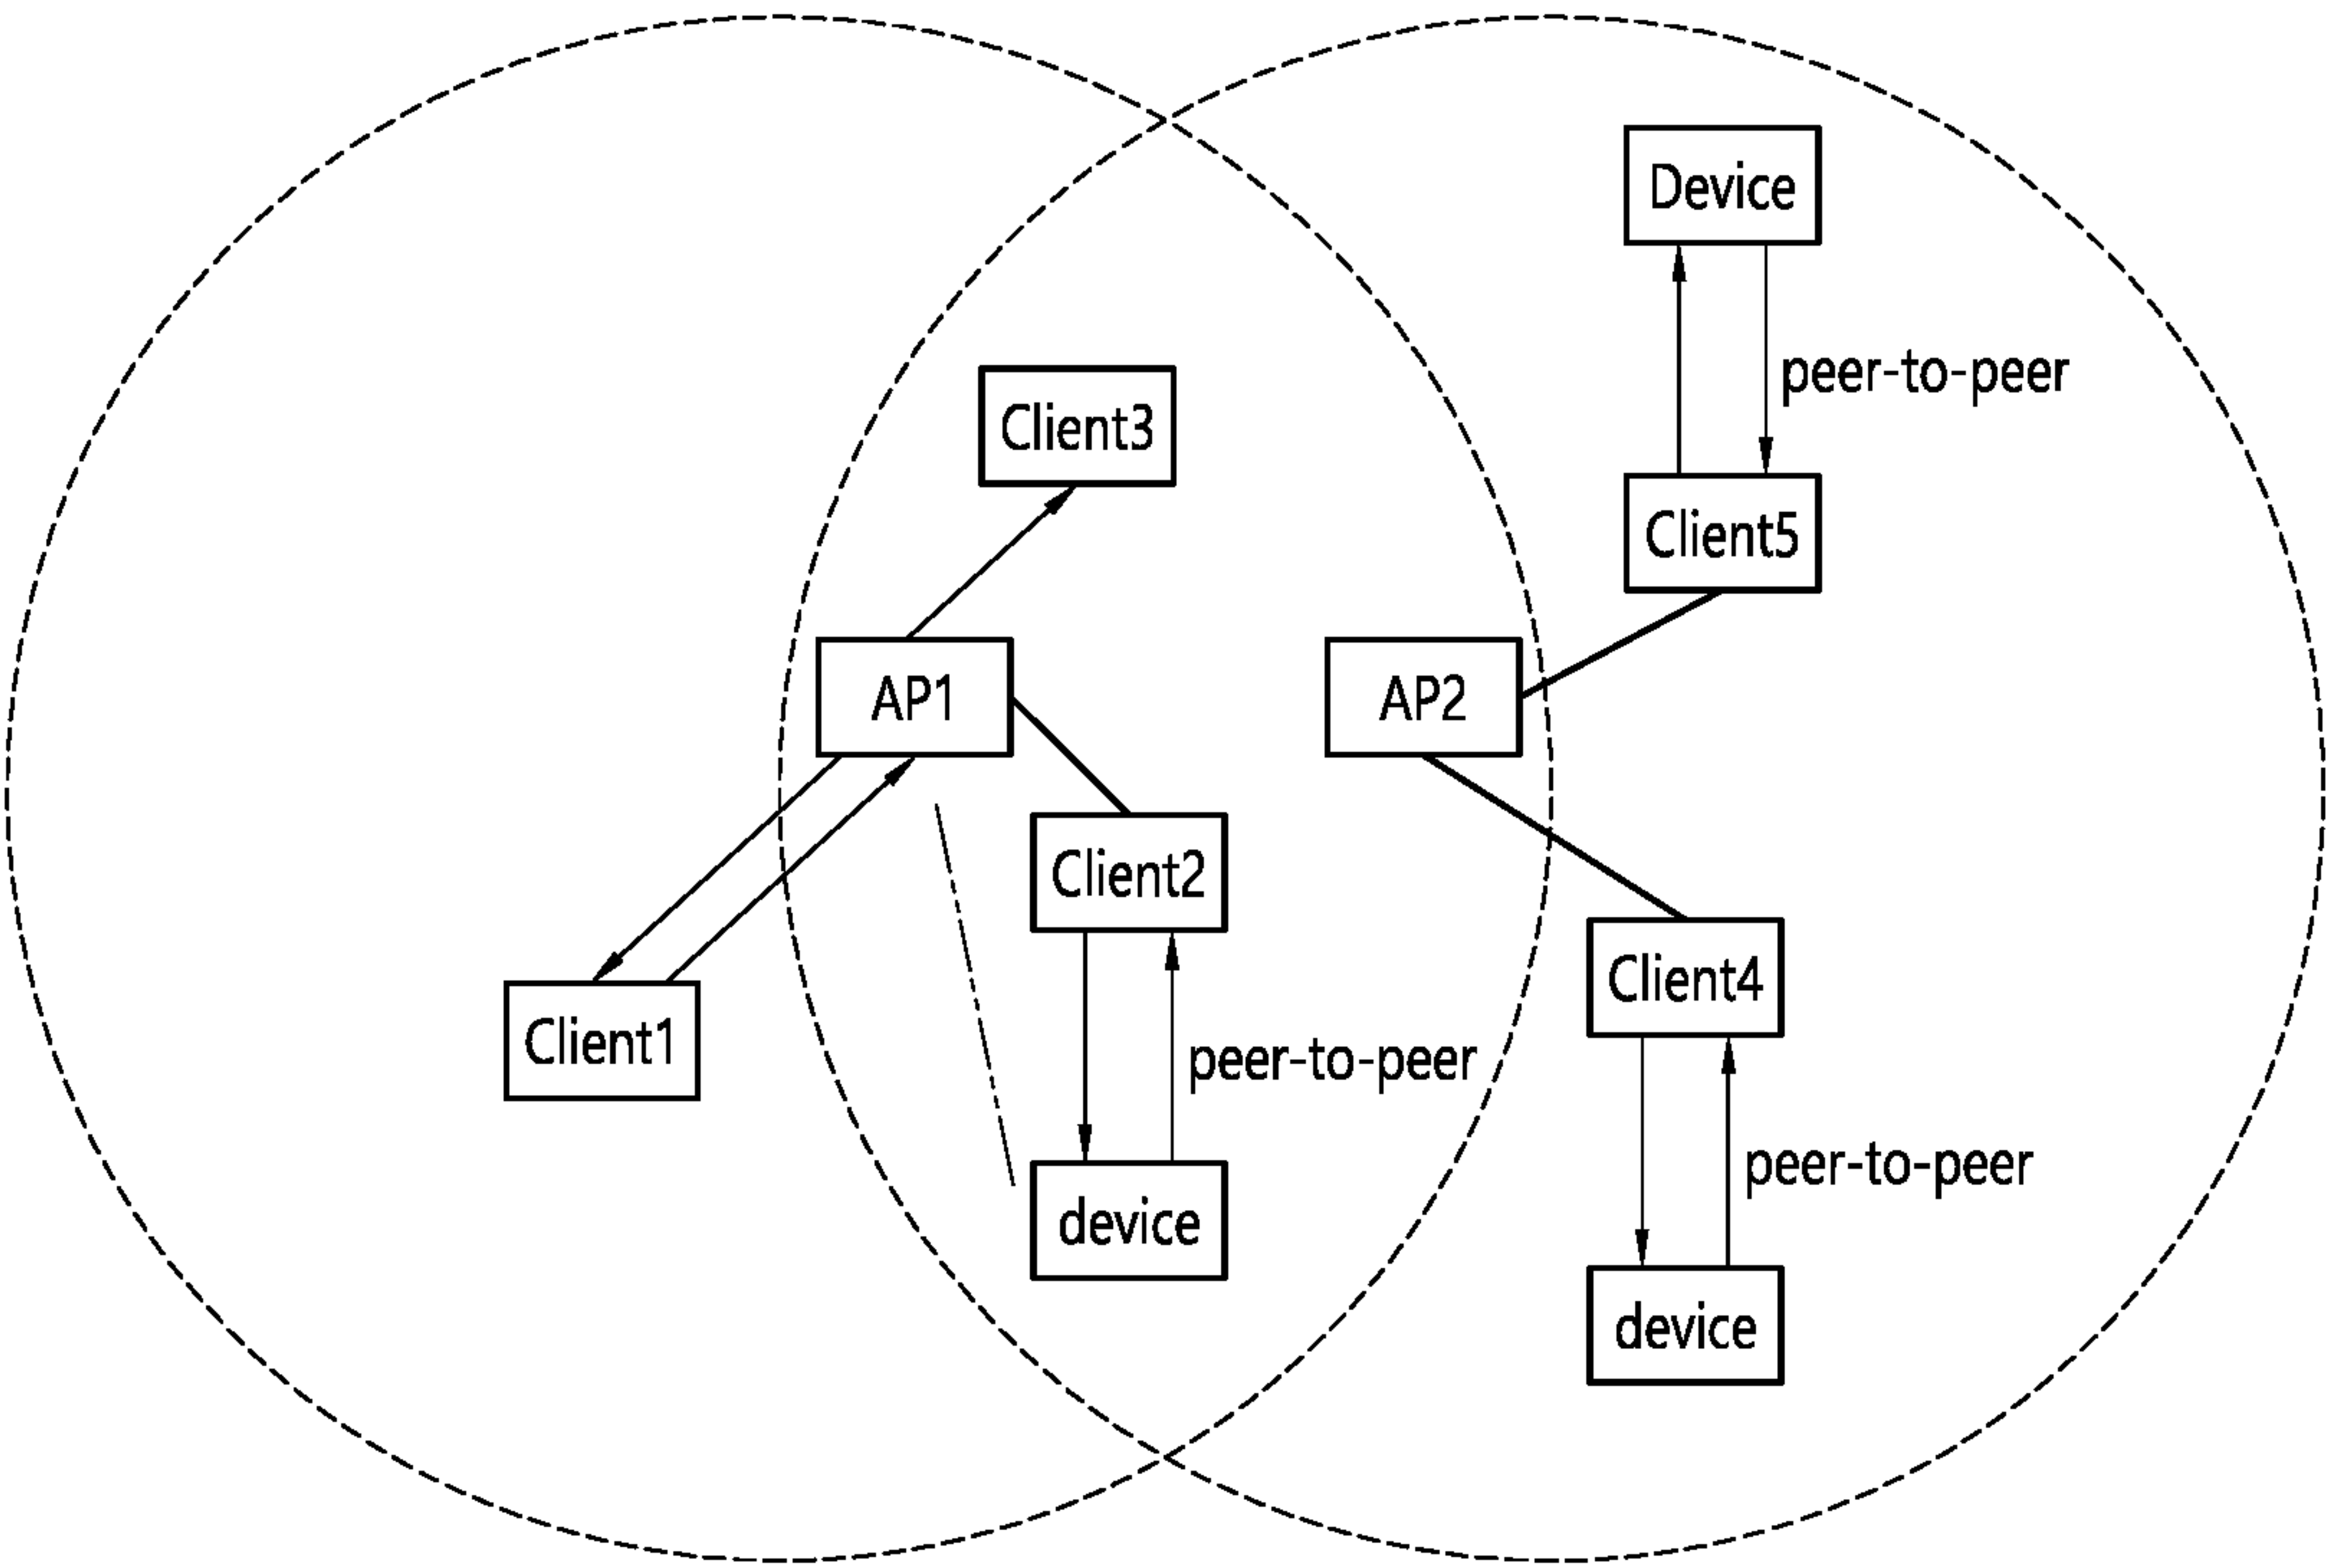 Device
peer-to-peer
Client3
Client5
AP1
AP2
Client2
Client4
Client1
peer-to-peer
peer-to-peer
device
device